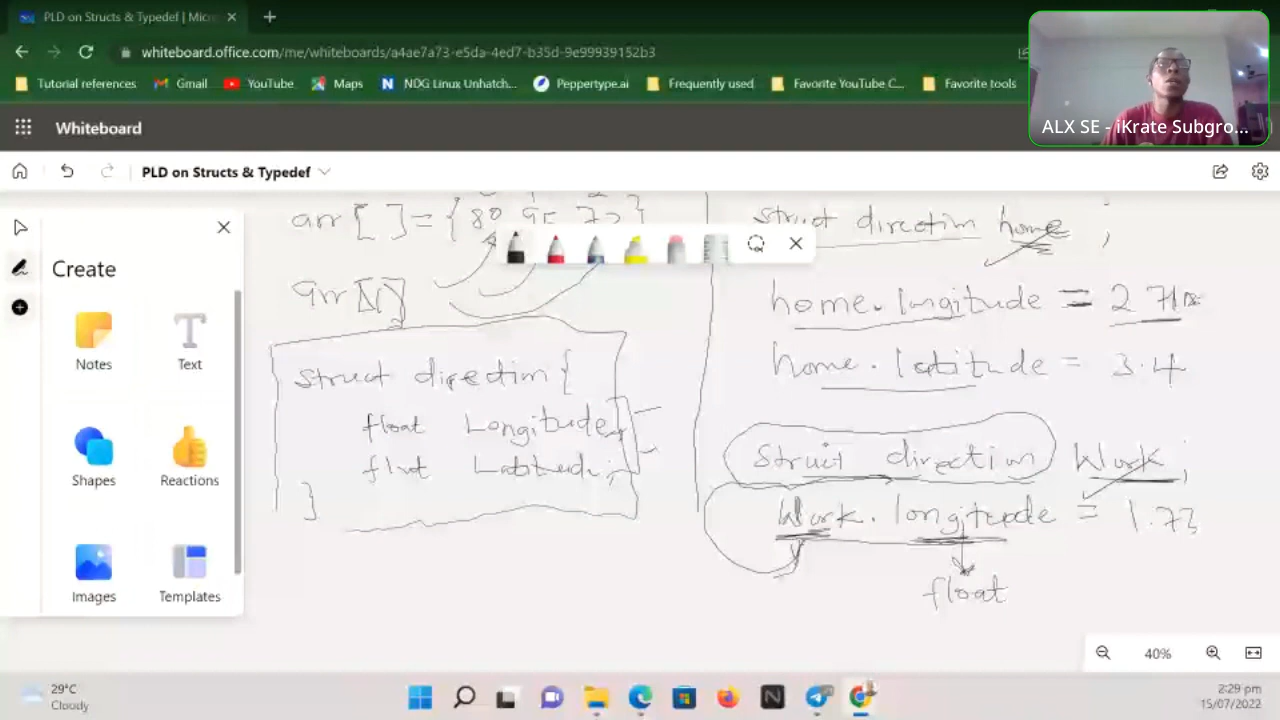 PLD on Structs & Typedef | Micr
whiteboard.office.com/me/whiteboards/a4ae7a73-e5da-4ed7-b35d-9e99939152b3
Tutorial references
Gmail
YouTube
Maps
NDG Linux Unhatch...
Peppertype.ai
Frequently used
Favorite YouTube C...
Favorite tools
ALX SE - iKrate Subgro...
Whiteboard
PLD on Structs & Typedef
Create
Notes
Text
Shapes
Reactions
Images
Templates
arr [ ] = {80 95
arr
struct direction {
float Longitude;
float Latitude;
}
struct direction home ;
home.longitude = 2
home.latitude = 3.4
Struct direction Work ;
Work.longitude = 1.73
float
40%
29°C
Cloudy
2:29 pm
15/07/2022